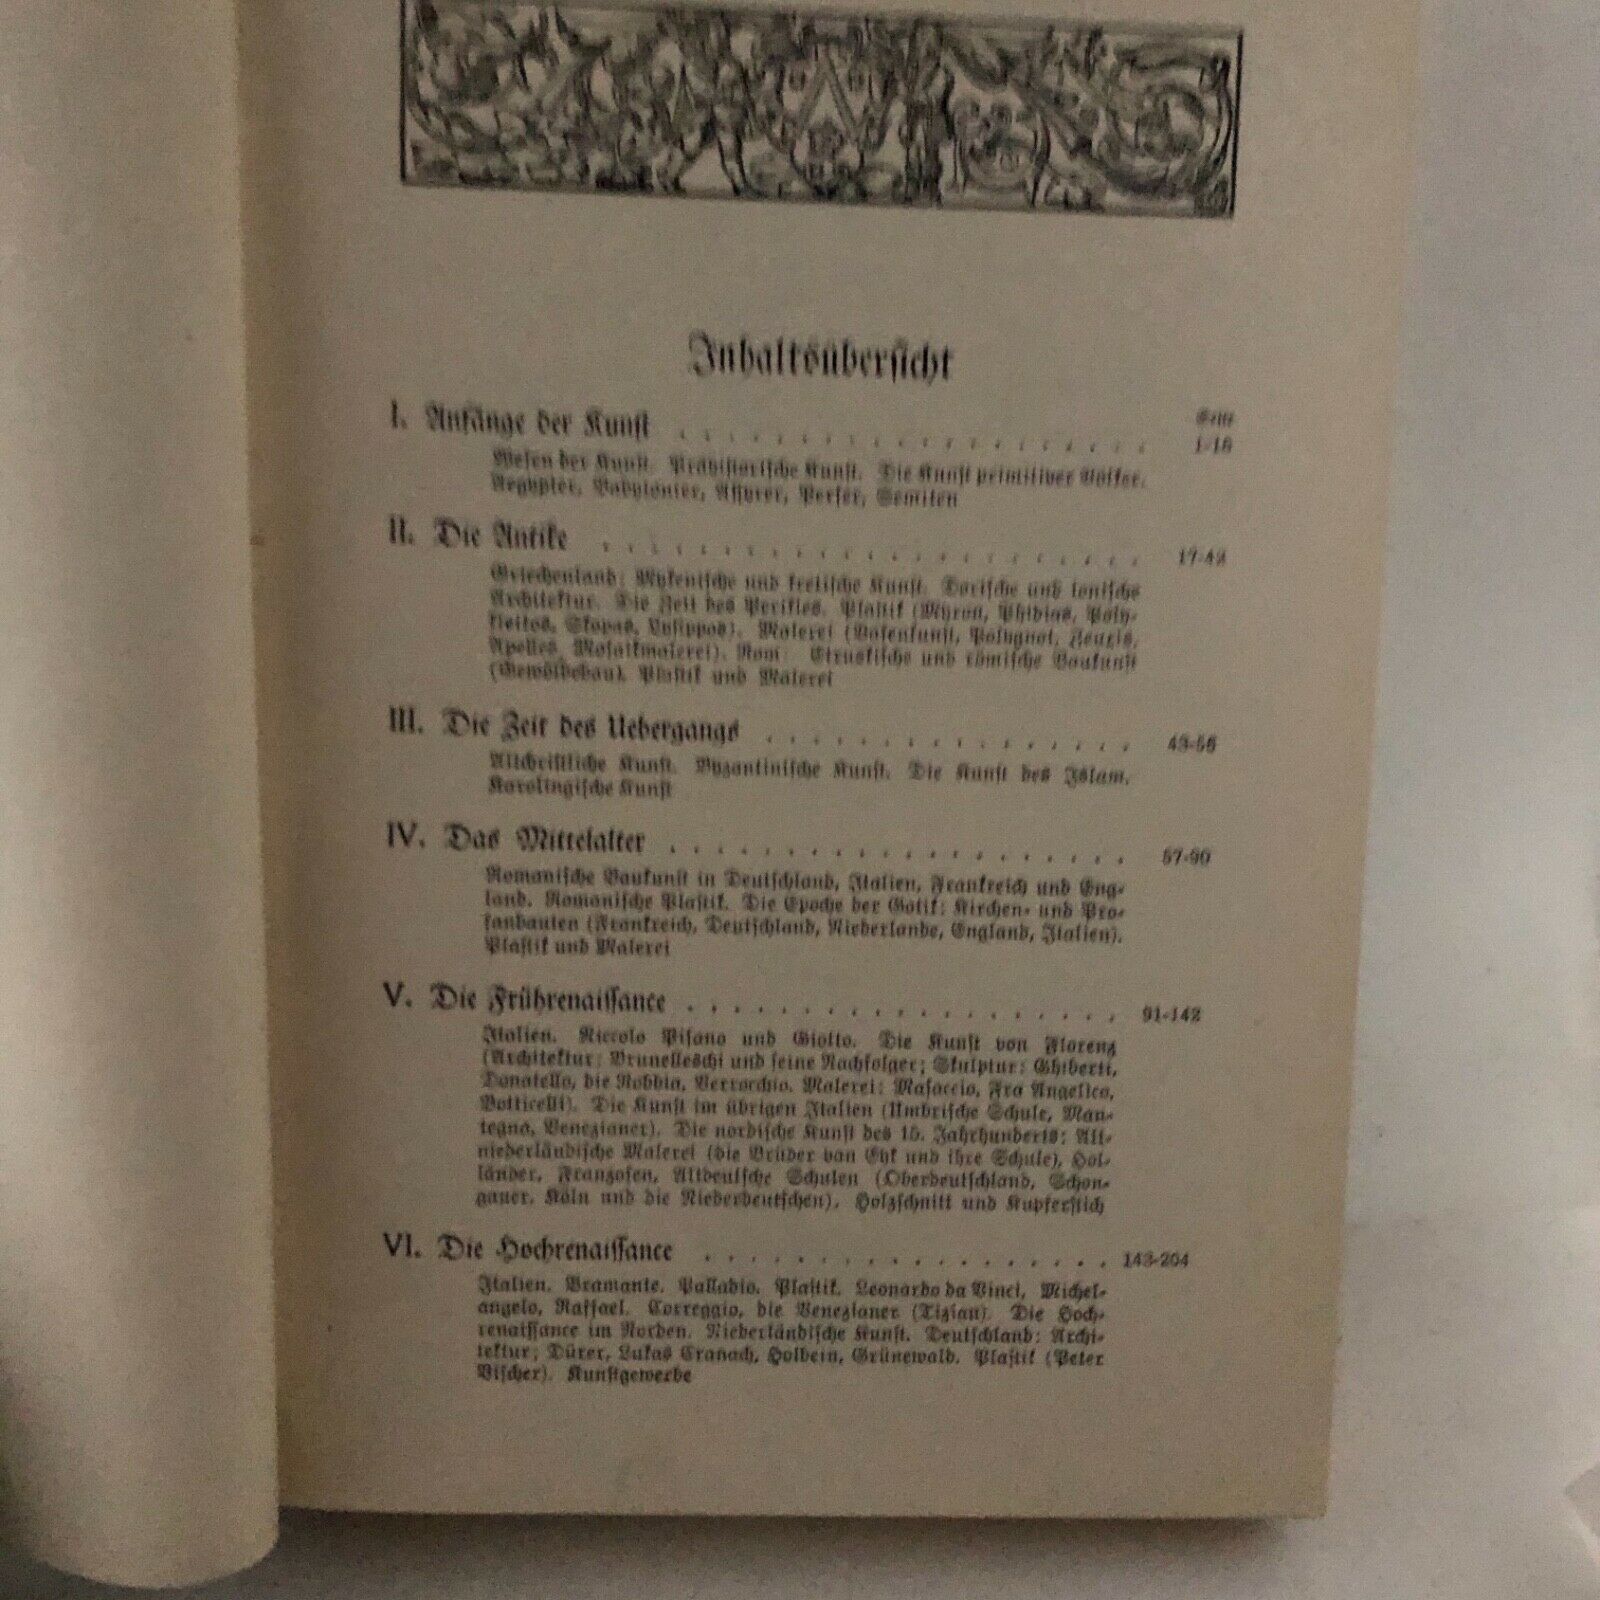 Inhaltsübersicht
Seite
I. Anfänge der Kunst . . . . . . . . . . . . . . . . . . . . 1-16
Wesen der Kunst. Prähistorische Kunst. Die Kunst primitiver Völker.
Aegypter, Babylonier, Assyrer, Perser, Semiten
II. Die Antike . . . . . . . . . . . . . . . . . . . . . . . 17-42
Griechenland: Mykenische und kretische Kunst. Dorische und ionische
Architektur. Die Zeit des Perikles. Plastik (Myron, Phidias, Poly-
kleitos, Skopas, Lysippos). Malerei (Vasenkunst, Polygnot, Zeuxis,
Apelles, Mosaikmalerei). Rom: Etruskische und römische Baukunst
(Gewölbebau). Plastik und Malerei
III. Die Zeit des Uebergangs . . . . . . . . . . . . . . . . 43-56
Altchristliche Kunst. Byzantinische Kunst. Die Kunst des Islam.
Karolingische Kunst
IV. Das Mittelalter . . . . . . . . . . . . . . . . . . . . 57-90
Romanische Baukunst in Deutschland, Italien, Frankreich und Eng-
land. Romanische Plastik. Die Epoche der Gotik: Kirchen- und Pro-
fanbauten (Frankreich, Deutschland, Niederlande, England, Italien).
Plastik und Malerei
V. Die Frührenaissance . . . . . . . . . . . . . . . . . . . 91-142
Italien. Niccolo Pisano und Giotto. Die Kunst von Florenz
(Architektur: Brunelleschi und seine Nachfolger; Skulptur: Ghiberti,
Donatello, die Robbia, Verrocchio. Malerei: Masaccio, Fra Angelico,
Botticelli). Die Kunst im übrigen Italien (Umbrische Schule, Man-
tegna, Venezianer). Die nordische Kunst des 15. Jahrhunderts: Alt-
niederländische Malerei (die Brüder van Eyk und ihre Schule), Hol-
länder, Franzosen, Altdeutsche Schulen (Oberdeutschland, Schon-
gauer, Köln und die Niederdeutschen), Holzschnitt und Kupferstich
VI. Die Hochrenaissance . . . . . . . . . . . . . . . . . . 143-204
Italien. Bramante. Palladio. Plastik. Leonardo da Vinci, Michel-
angelo, Raffael. Correggio, die Venezianer (Tizian). Die Hoch-
renaissance im Norden. Niederländische Kunst. Deutschland: Archi-
tektur; Dürer, Lukas Cranach, Holbein, Grünewald. Plastik (Peter
Vischer). Kunstgewerbe